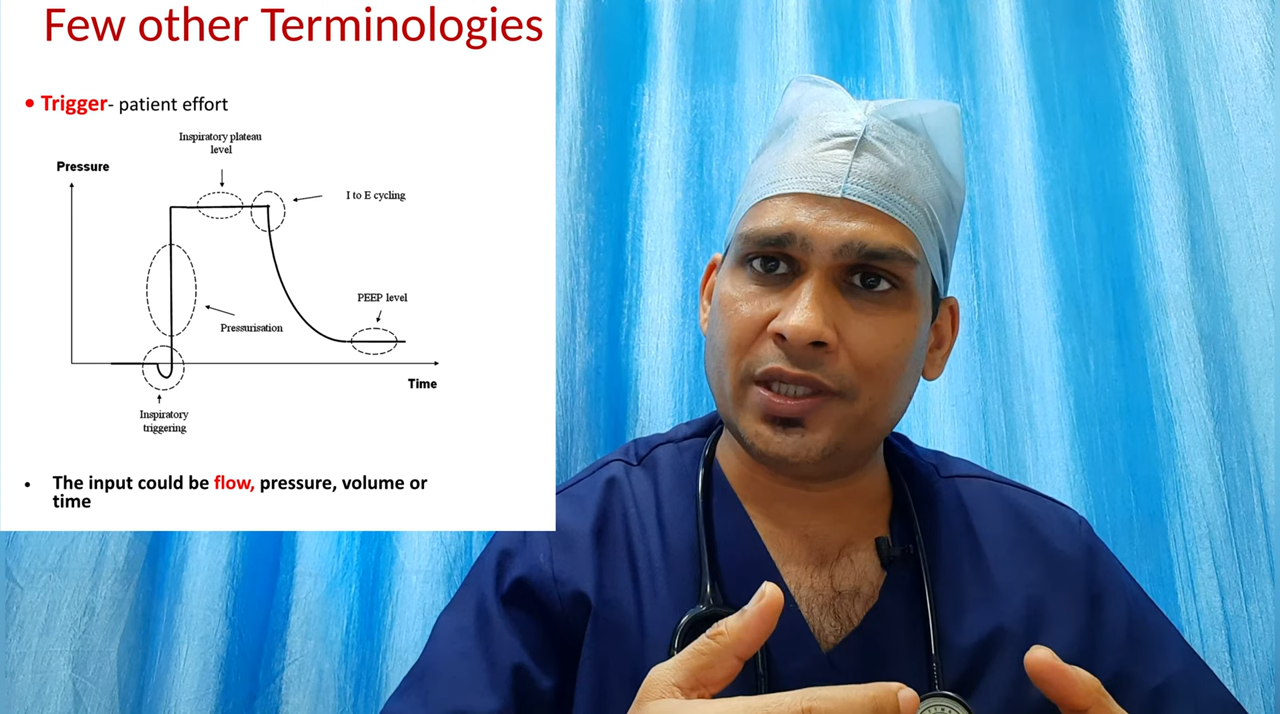 Few other Terminologies
• Trigger- patient effort
Inspiratory plateau
level
Pressure
I to E cycling
PEEP level
Pressurisation
Time
Inspiratory
triggering
• The input could be flow, pressure, volume or
time